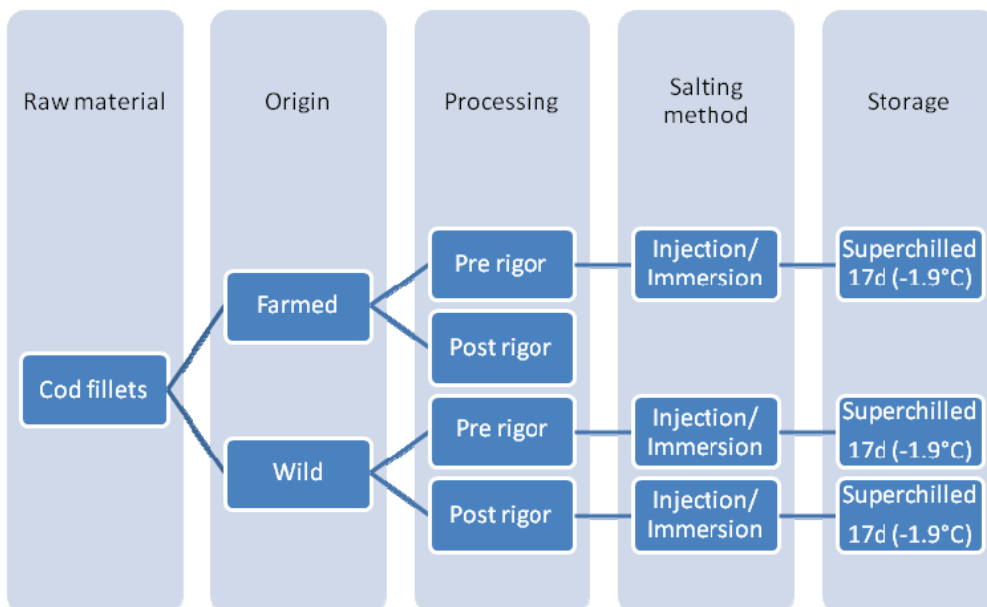 Raw material
Origin
Processing
Salting
method
Storage
Cod fillets
Farmed
Wild
Pre rigor
Post rigor
Pre rigor
Post rigor
Injection/
Immersion
Injection/
Immersion
Injection/
Immersion
Superchilled
17d (-1.9°C)
Superchilled
17d (-1.9°C)
Superchilled
17d (-1.9°C)